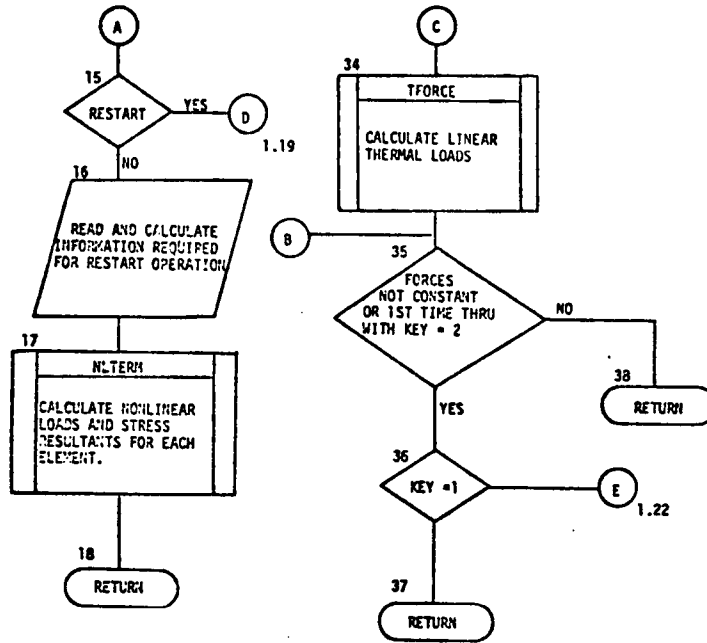 A
15
RESTART
YES
D
1.19
NO
16
READ AND CALCULATE
INFORMATION REQUIRED
FOR RESTART OPERATION
17
NLTERM
CALCULATE NONLINEAR
LOADS AND STRESS
RESULTANTS FOR EACH
ELEMENT.
18
RETURN
C
34
TFORCE
CALCULATE LINEAR
THERMAL LOADS
B
35
FORCES
NOT CONSTANT
OR 1ST TIME THRU
WITH KEY = 2
NO
38
RETURN
YES
36
KEY =1
E
1.22
37
RETURN